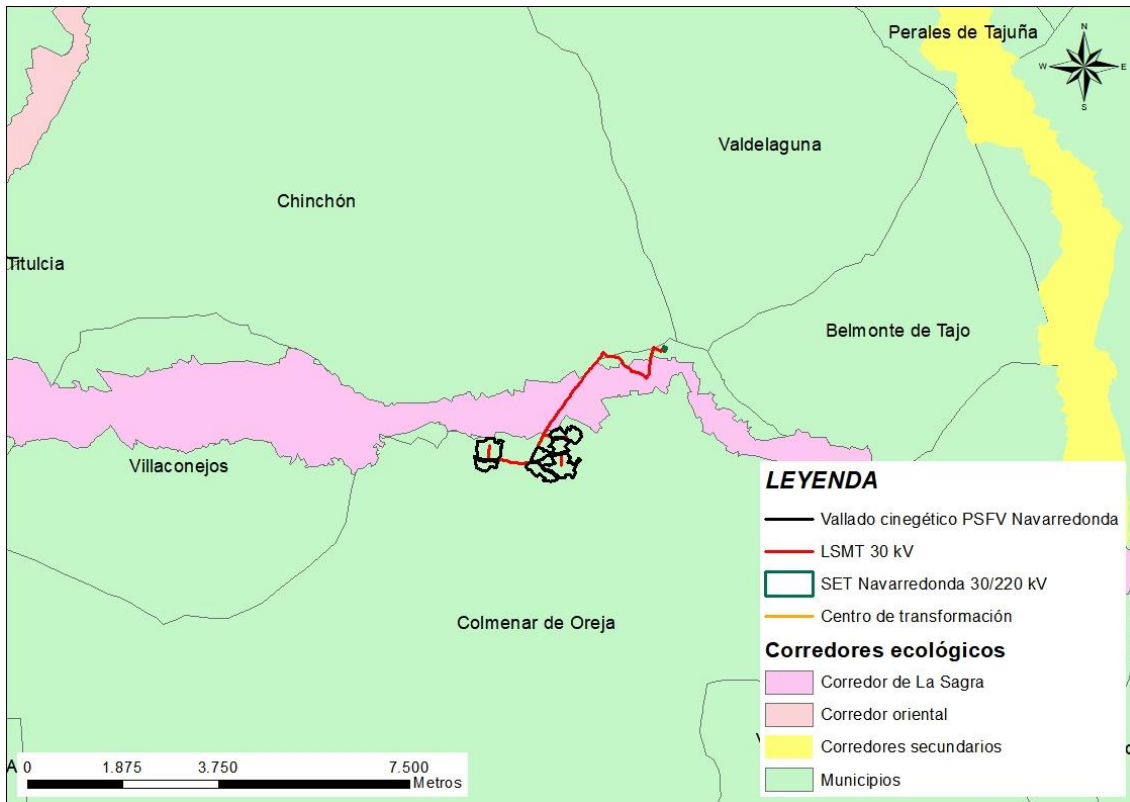 Perales de Tajuña
N
W
E
S
Valdelaguna
Chinchón
Titulcia
Belmonte de Tajo
Villaconejos
Colmenar de Oreja
LEYENDA
Vallado cinegético PSFV Navarredonda
LSMT 30 kV
SET Navarredonda 30/220 kV
Centro de transformación
Corredores ecológicos
Corredor de La Sagra
Corredor oriental
Corredores secundarios
Municipios
A
0 1.875 3.750 7.500
Metros